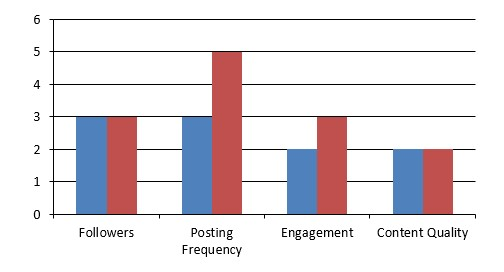 6
5
4
3
2
1
0
Followers
Posting
Frequency
Engagement
Content Quality